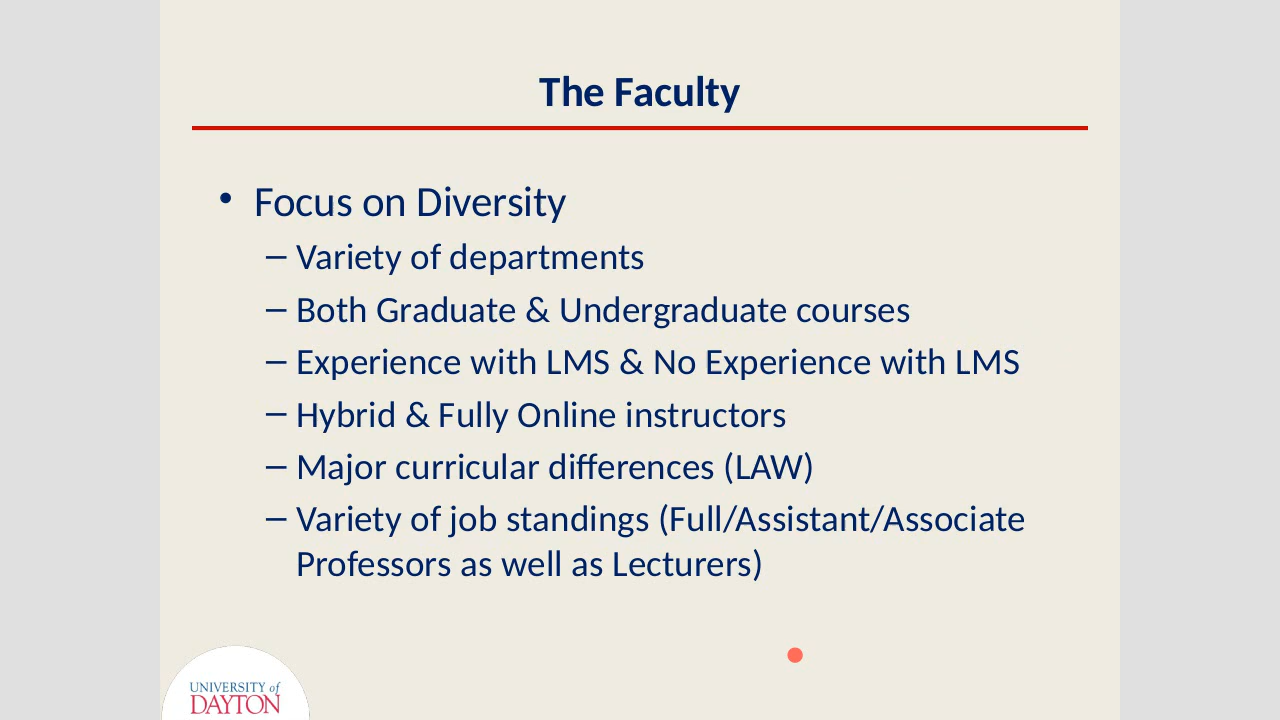 The Faculty
• Focus on Diversity
– Variety of departments
– Both Graduate & Undergraduate courses
– Experience with LMS & No Experience with LMS
– Hybrid & Fully Online instructors
– Major curricular differences (LAW)
– Variety of job standings (Full/Assistant/Associate
Professors as well as Lecturers)
UNIVERSITY of
DAYTON